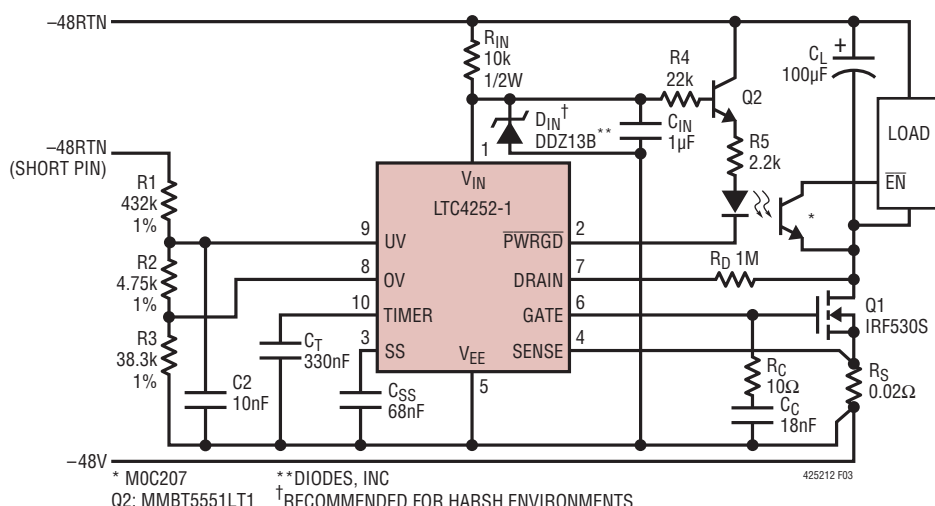 –48RTN
R_IN
10k
1/2W
R4
22k
Q2
C_L
100µF
+
LOAD
EN
D_IN†
DDZ13B**
C_IN
1µF
R5
2.2k
*
–48RTN
(SHORT PIN)
R1
432k
1%
R2
4.75k
1%
R3
38.3k
1%
C2
10nF
C_T
330nF
C_SS
68nF
1
V_IN
LTC4252-1
9
UV
8
OV
10
TIMER
3
SS
V_EE
5
2
PWRGD
7
DRAIN
6
GATE
4
SENSE
R_D 1M
Q1
IRF530S
R_C
10Ω
C_C
18nF
R_S
0.02Ω
–48V
425212 F03
* M0C207
**DIODES, INC
Q2: MMBT5551LT1
†RECOMMENDED FOR HARSH ENVIRONMENTS